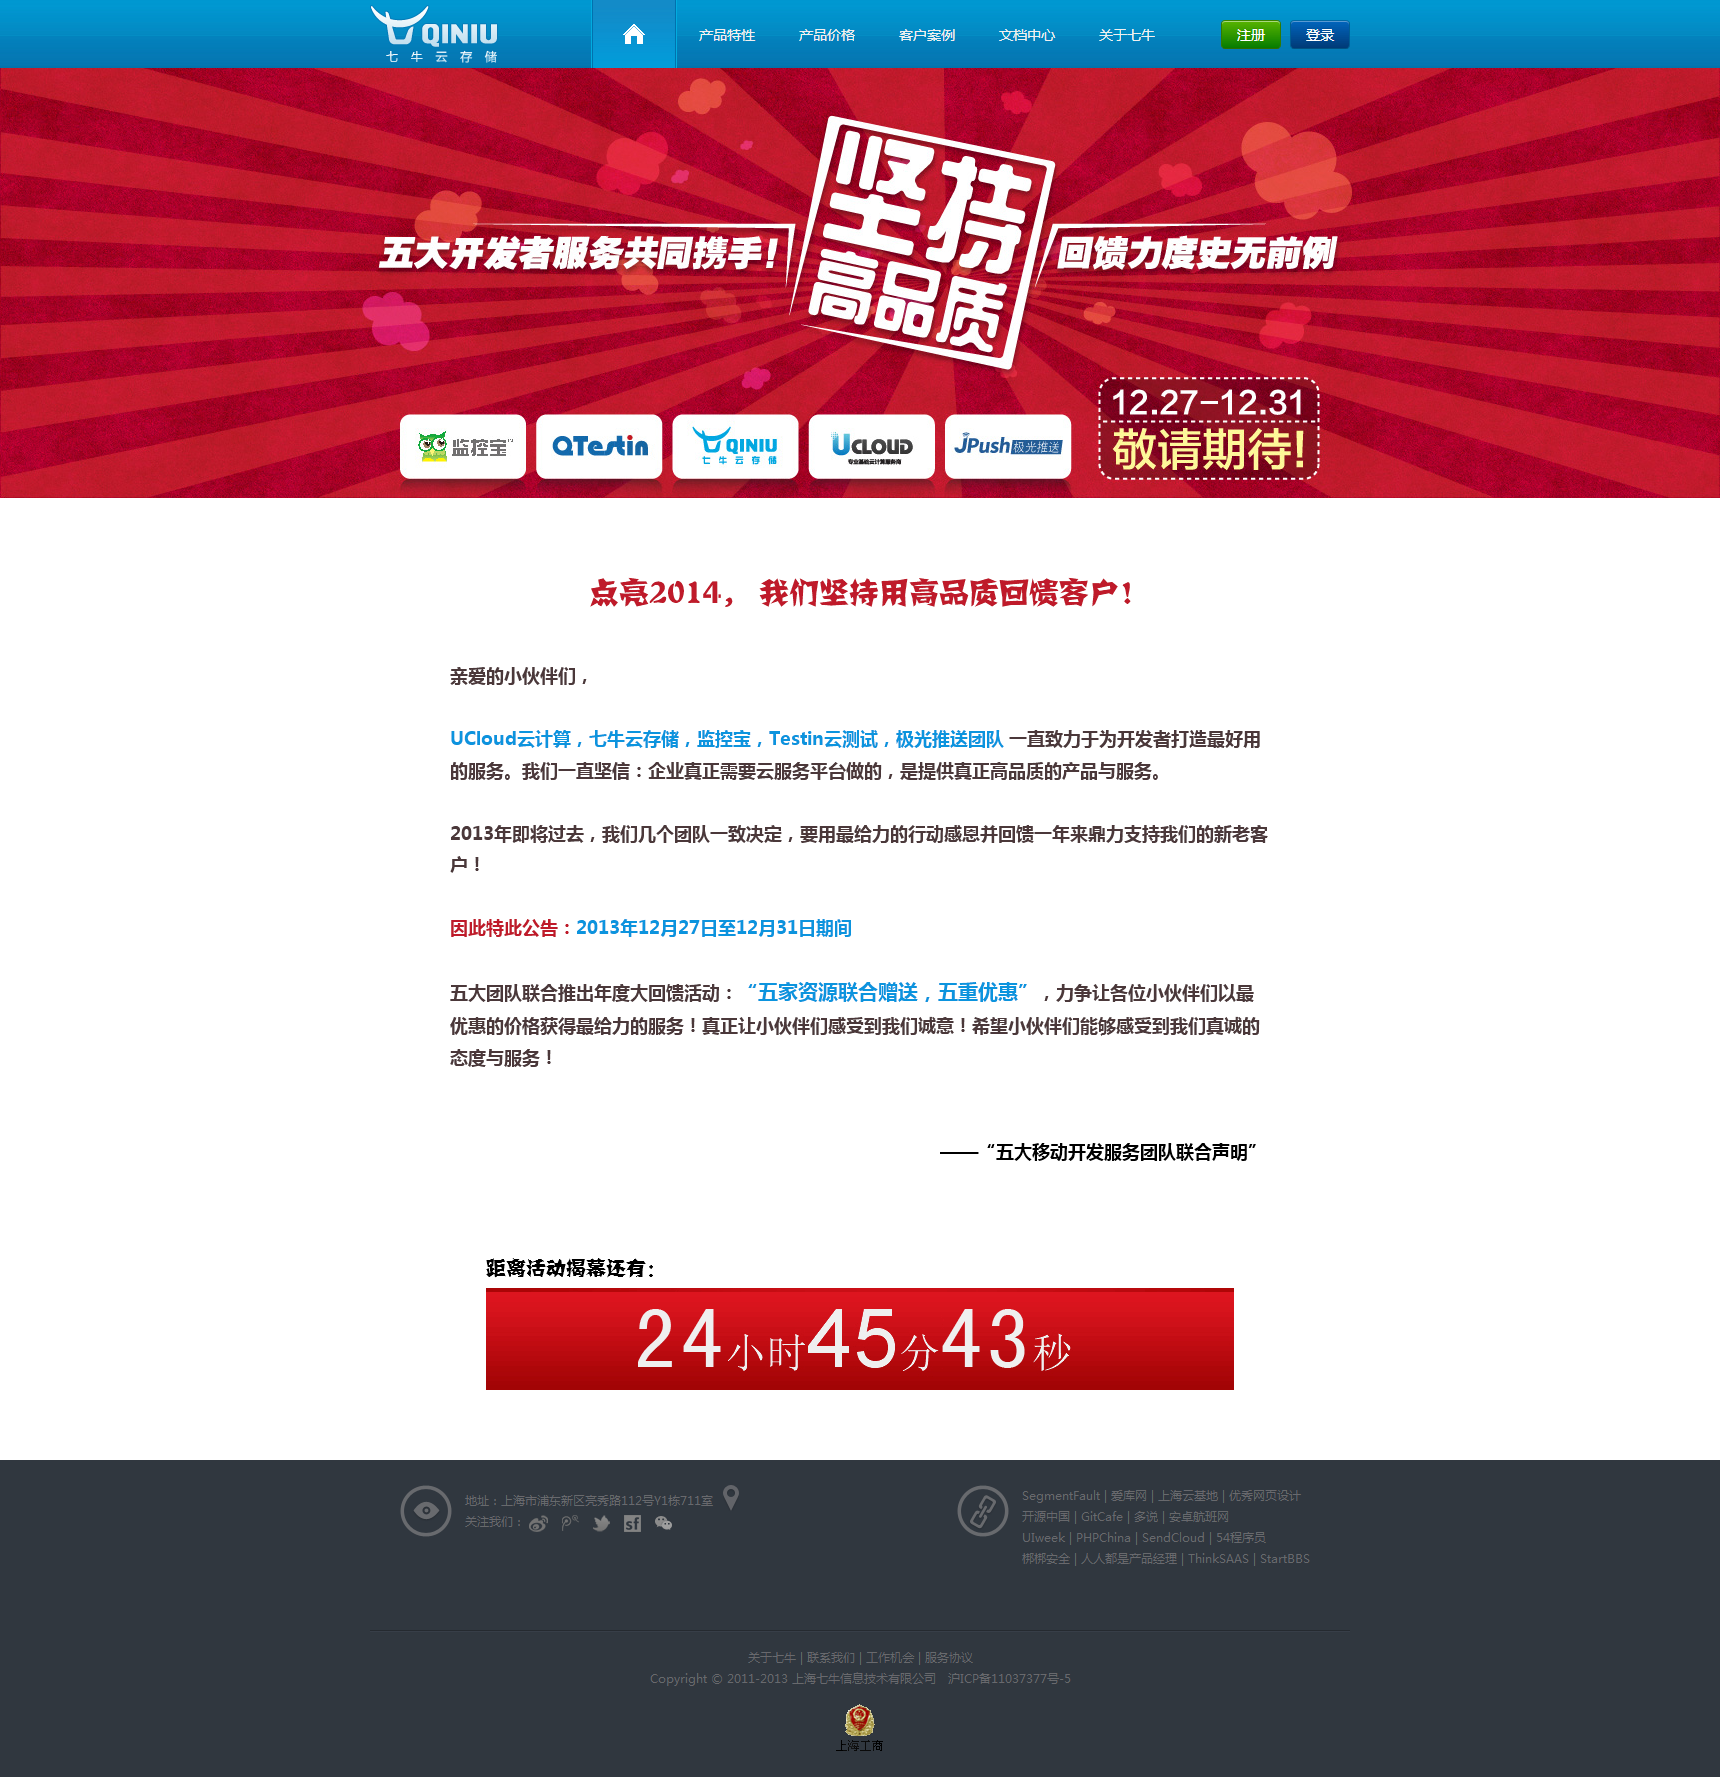 QINIU
七牛云存储
产品特性 产品价格 客户案例 文档中心 关于七牛 注册 登录
坚持
高品质
五大开发者服务共同携手! 回馈力度史无前例
12.27-12.31
敬请期待!
监控宝 QTestin QINIU 七牛云存储 UCLOUD 专业基础云计算服务商 JPush极光推送
点亮2014， 我们坚持用高品质回馈客户!
亲爱的小伙伴们，
UCloud云计算，七牛云存储，监控宝，Testin云测试，极光推送团队 一直致力于为开发者打造最好用
的服务。我们一直坚信：企业真正需要云服务平台做的，是提供真正高品质的产品与服务。
2013年即将过去，我们几个团队一致决定，要用最给力的行动感恩并回馈一年来鼎力支持我们的新老客
户！
因此特此公告：2013年12月27日至12月31日期间
五大团队联合推出年度大回馈活动：“五家资源联合赠送，五重优惠”，力争让各位小伙伴们以最
优惠的价格获得最给力的服务！真正让小伙伴们感受到我们诚意！希望小伙伴们能够感受到我们真诚的
态度与服务！
——“五大移动开发服务团队联合声明”
距离活动揭幕还有：
24小时45分43秒
地址：上海市浦东新区亮秀路112号Y1栋711室
关注我们：
SegmentFault | 爱库网 | 上海云基地 | 优秀网页设计
开源中国 | GitCafe | 多说 | 安卓航班网
UIweek | PHPChina | SendCloud | 54程序员
梆梆安全 | 人人都是产品经理 | ThinkSAAS | StartBBS
关于七牛 | 联系我们 | 工作机会 | 服务协议
Copyright © 2011-2013 上海七牛信息技术有限公司 沪ICP备11037377号-5
上海工商